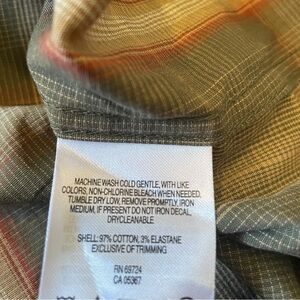 MACHINE WASH COLD GENTLE, WITH LIKE
COLORS, NON-CHLORINE BLEACH WHEN NEEDED.
TUMBLE DRY LOW, REMOVE PROMPTLY, IRON
MEDIUM, IF PRESENT DO NOT IRON DECAL,
DRYCLEANABLE.
SHELL: 97% COTTON, 3% ELASTANE
EXCLUSIVE OF TRIMMING
RN 69724
CA 05367